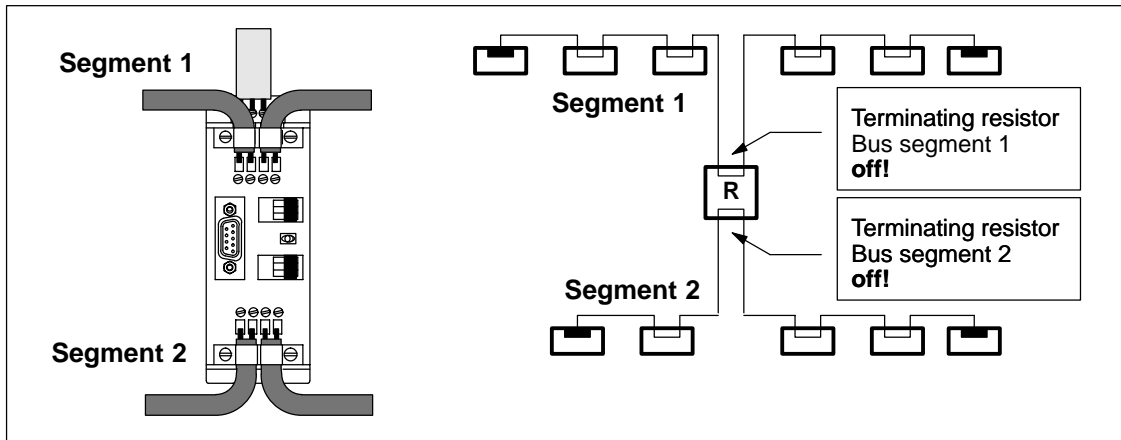 Segment 1
Segment 2
Segment 1
Terminating resistor
Bus segment 1
off!
R
Terminating resistor
Bus segment 2
off!
Segment 2